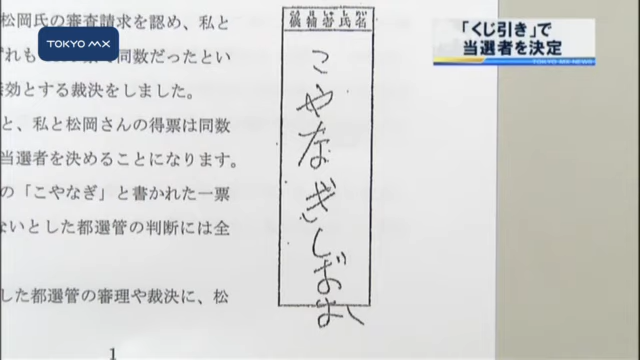 TOKYO MX
「くじ引き」で
当選者を決定
TOKYO MX NEWS
松岡氏の審査請求を認め、私と
れも
同数だったとい
効とする裁決をしました。
と、私と松岡さんの得票は同数
当選者を決めることになります。
の「こやなぎ」と書かれた一票
ないとした都選管の判断には全
した都選管の審理や裁決に、松
1
候補者氏名
こやなぎし